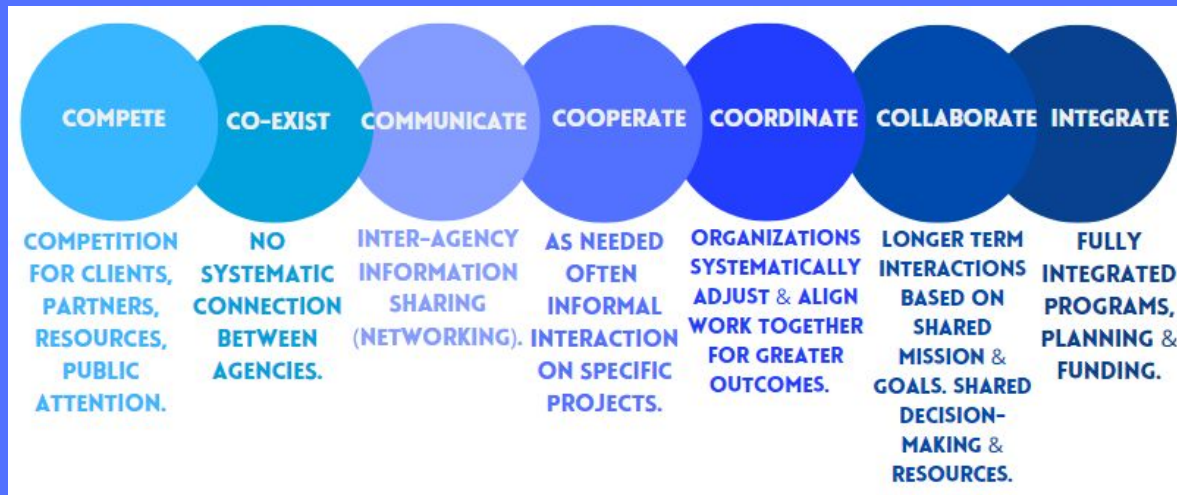 COMPETE
CO-EXIST
COMMUNICATE
COOPERATE
COORDINATE
COLLABORATE
INTEGRATE
COMPETITION
FOR CLIENTS,
PARTNERS,
RESOURCES,
PUBLIC
ATTENTION.
NO
SYSTEMATIC
CONNECTION
BETWEEN
AGENCIES.
INTER-AGENCY
INFORMATION
SHARING
(NETWORKING).
AS NEEDED
OFTEN
INFORMAL
INTERACTION
ON SPECIFIC
PROJECTS.
ORGANIZATIONS
SYSTEMATICALLY
ADJUST & ALIGN
WORK TOGETHER
FOR GREATER
OUTCOMES.
LONGER TERM
INTERACTIONS
BASED ON
SHARED
MISSION &
GOALS. SHARED
DECISION-
MAKING &
RESOURCES.
FULLY
INTEGRATED
PROGRAMS,
PLANNING &
FUNDING.